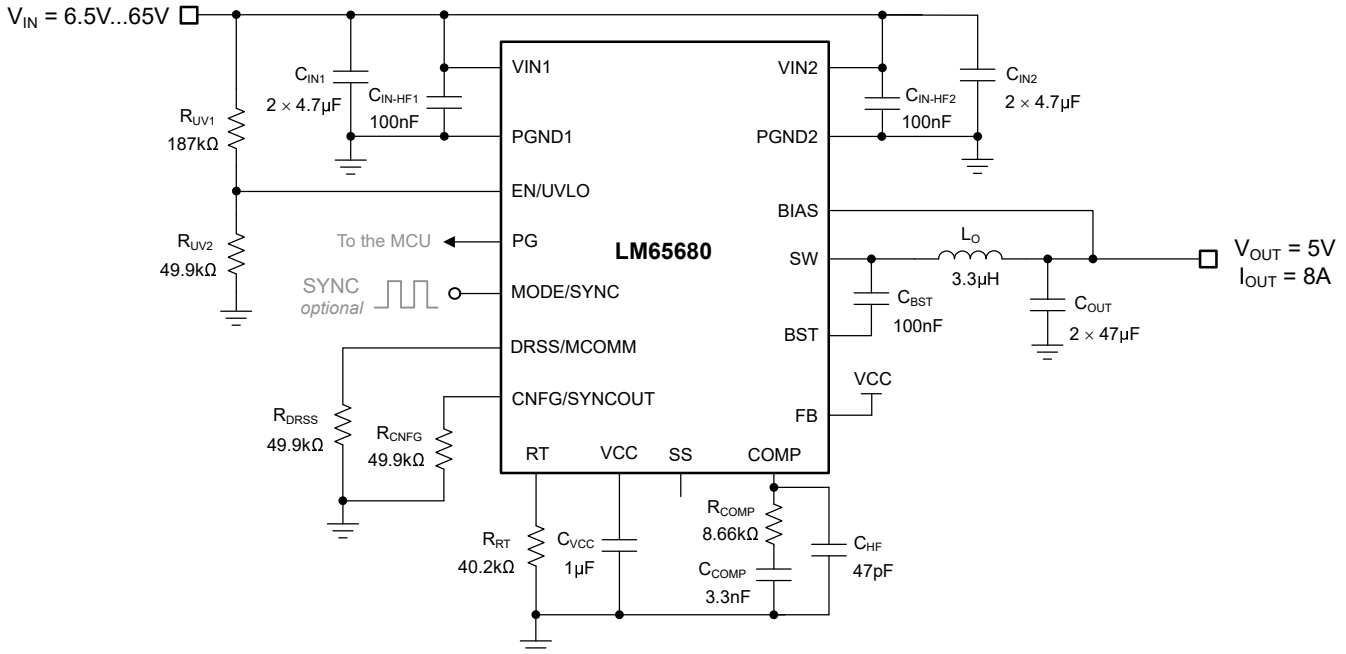 V_IN = 6.5V...65V
C_IN1
2 × 4.7µF
C_IN-HF1
100nF
VIN1
PGND1
VIN2
PGND2
C_IN-HF2
100nF
C_IN2
2 × 4.7µF
R_UV1
187kΩ
EN/UVLO
R_UV2
49.9kΩ
To the MCU
PG
SYNC
optional
MODE/SYNC
DRSS/MCOMM
CNFG/SYNCOUT
LM65680
BIAS
SW
BST
FB
L_O
3.3µH
C_BST
100nF
C_OUT
2 × 47µF
V_OUT = 5V
I_OUT = 8A
VCC
R_DRSS
49.9kΩ
R_CNFG
49.9kΩ
RT
VCC
SS
COMP
R_RT
40.2kΩ
C_VCC
1µF
R_COMP
8.66kΩ
C_COMP
3.3nF
C_HF
47pF